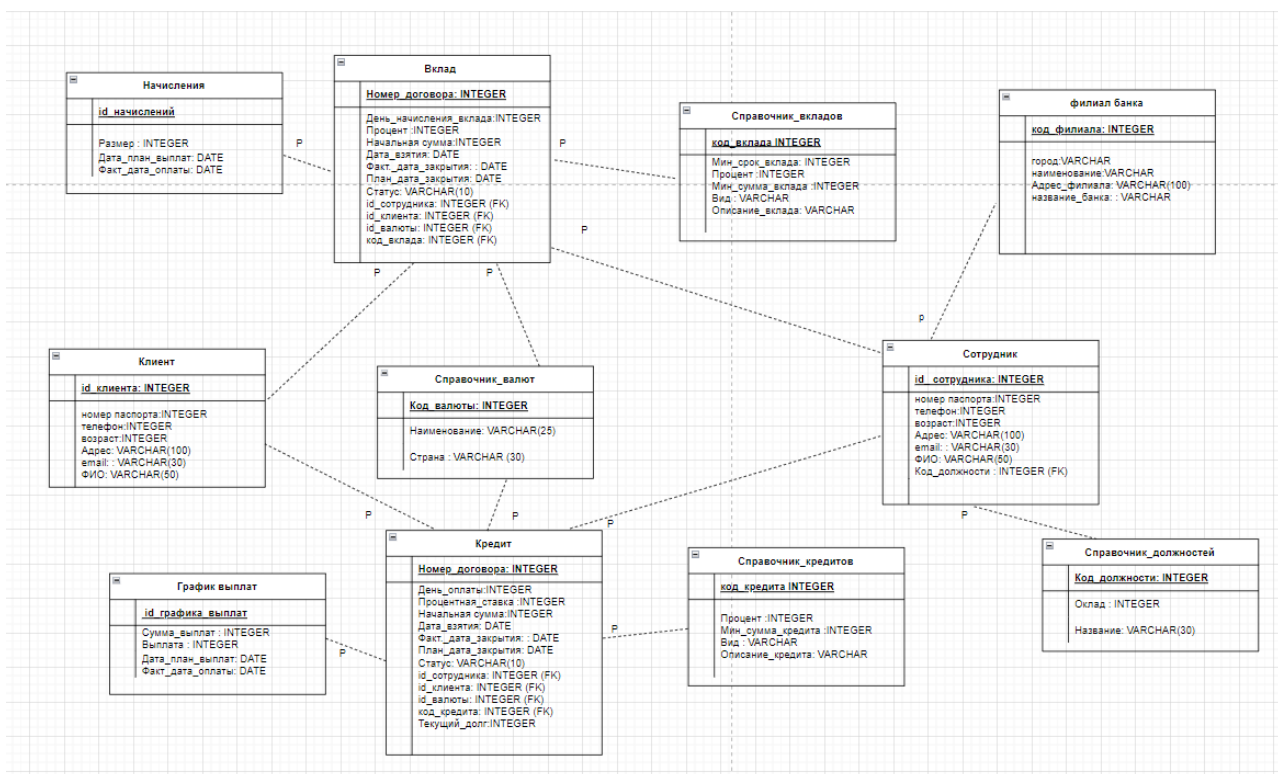 Начисления
id_начислений
Размер : INTEGER
Дата_план_выплат: DATE
Факт_дата_оплаты: DATE
P
Вклад
Номер_договора: INTEGER
День_начисления_вклада:INTEGER
Процент :INTEGER
Начальная сумма:INTEGER
Дата_взятия: DATE
Факт._дата_закрытия: : DATE
План_дата_закрытия: DATE
Статус: VARCHAR(10)
id_сотрудника: INTEGER (FK)
id_клиента: INTEGER (FK)
id_валюты: INTEGER (FK)
код_вклада: INTEGER (FK)
P
Справочник_вкладов
код_вклада INTEGER
Мин_срок_вклада: INTEGER
Процент :INTEGER
Мин_сумма_вклада :INTEGER
Вид : VARCHAR
Описание_вклада: VARCHAR
филиал банка
код_филиала: INTEGER
город:VARCHAR
наименование:VARCHAR
Адрес_филиала: VARCHAR(100)
название_банка: : VARCHAR
P
P
P
P
Клиент
id_клиента: INTEGER
номер паспорта:INTEGER
телефон:INTEGER
возраст:INTEGER
Адрес: VARCHAR(100)
email: : VARCHAR(30)
ФИО: VARCHAR(50)
Справочник_валют
Код_валюты: INTEGER
Наименование: VARCHAR(25)
Страна : VARCHAR (30)
Сотрудник
id_сотрудника: INTEGER
номер паспорта:INTEGER
телефон:INTEGER
возраст:INTEGER
Адрес: VARCHAR(100)
email: : VARCHAR(30)
ФИО: VARCHAR(50)
Код_должности : INTEGER (FK)
P
P
P
P
График выплат
id_графика_выплат
Сумма_выплат : INTEGER
Выплата : INTEGER
Дата_план_выплат: DATE
Факт_дата_оплаты: DATE
P
Кредит
Номер_договора: INTEGER
День_оплаты:INTEGER
Процентная_ставка :INTEGER
Начальная сумма:INTEGER
Дата_взятия: DATE
Факт._дата_закрытия: : DATE
План_дата_закрытия: DATE
Статус: VARCHAR(10)
id_сотрудника: INTEGER (FK)
id_клиента: INTEGER (FK)
id_валюты: INTEGER (FK)
код_кредита: INTEGER (FK)
Текущий_долг:INTEGER
P
Справочник_кредитов
код_кредита INTEGER
Процент :INTEGER
Мин_сумма_кредита :INTEGER
Вид : VARCHAR
Описание_кредита: VARCHAR
Справочник_должностей
Код_должности: INTEGER
Оклад : INTEGER
Название: VARCHAR(30)